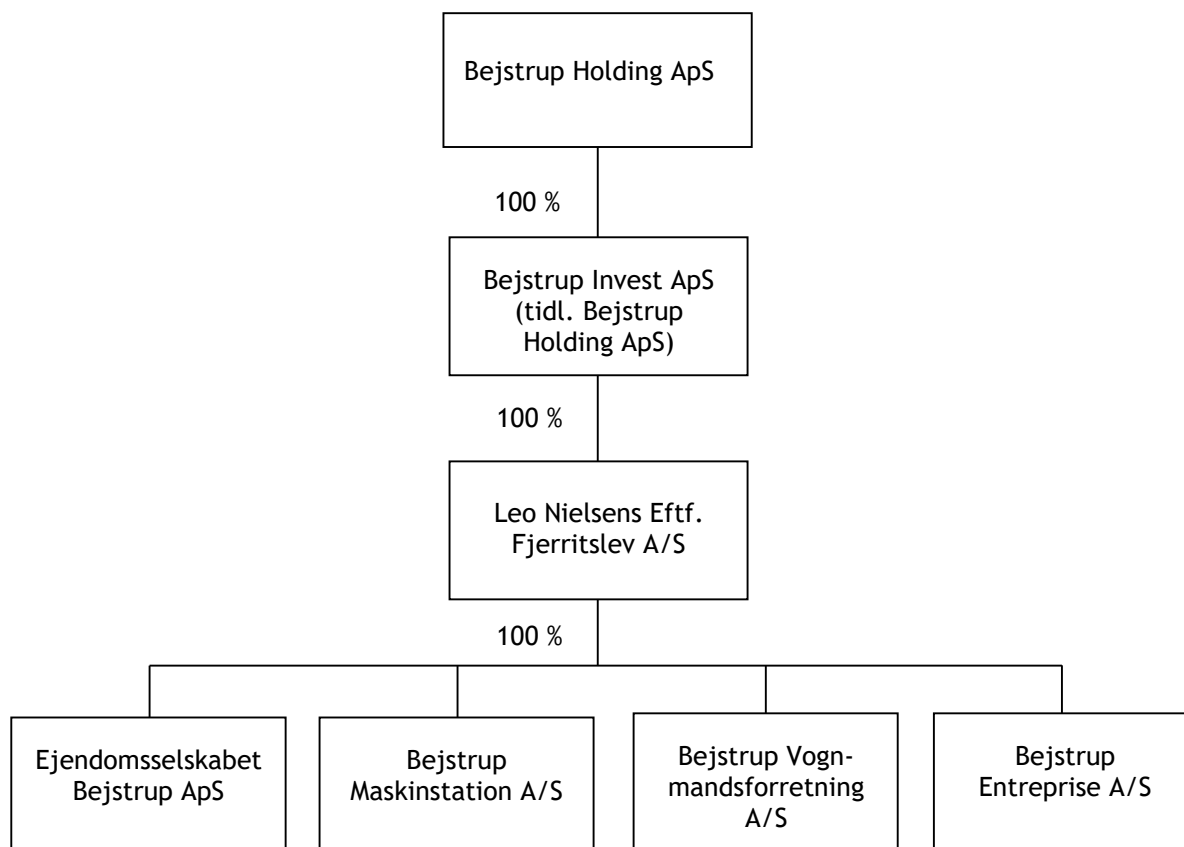 Bejstrup Holding ApS
100 %
Bejstrup Invest ApS
(tidl. Bejstrup
Holding ApS)
100 %
Leo Nielsens Eftf.
Fjerritslev A/S
100 %
Ejendomsselskabet
Bejstrup ApS
Bejstrup
Maskinstation A/S
Bejstrup Vogn-
mandsforretning
A/S
Bejstrup
Entreprise A/S